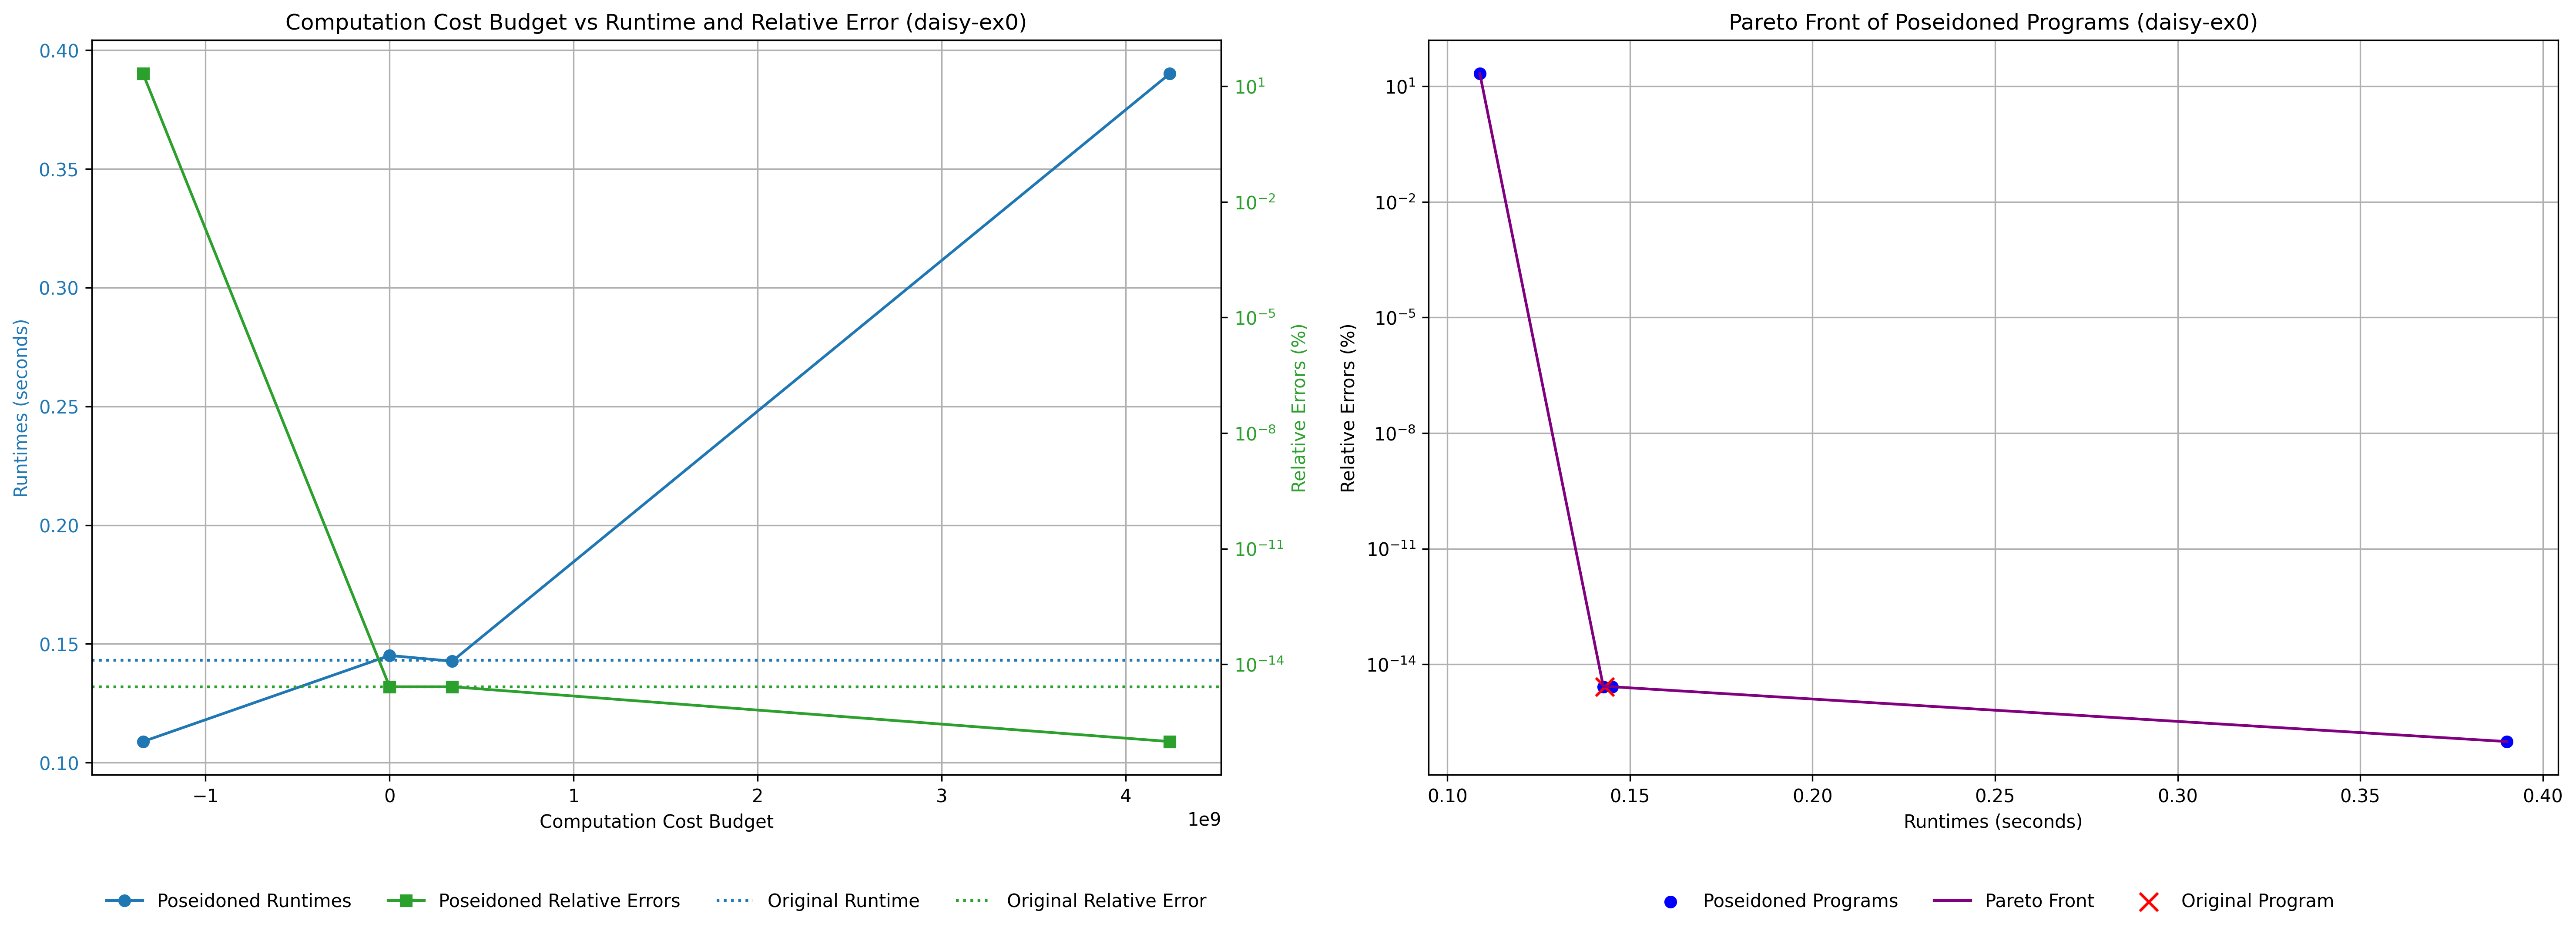 Computation Cost Budget vs Runtime and Relative Error (daisy-ex0)
0.40
0.35
0.30
0.25
0.20
0.15
0.10
Runtimes (seconds)
10¹
10⁻²
10⁻⁵
10⁻⁸
10⁻¹¹
10⁻¹⁴
Relative Errors (%)
−1 0 1 2 3 4
1e9
Computation Cost Budget
Poseidoned Runtimes Poseidoned Relative Errors Original Runtime Original Relative Error
Pareto Front of Poseidoned Programs (daisy-ex0)
10¹
10⁻²
10⁻⁵
10⁻⁸
10⁻¹¹
10⁻¹⁴
Relative Errors (%)
0.10 0.15 0.20 0.25 0.30 0.35 0.40
Runtimes (seconds)
Poseidoned Programs Pareto Front Original Program